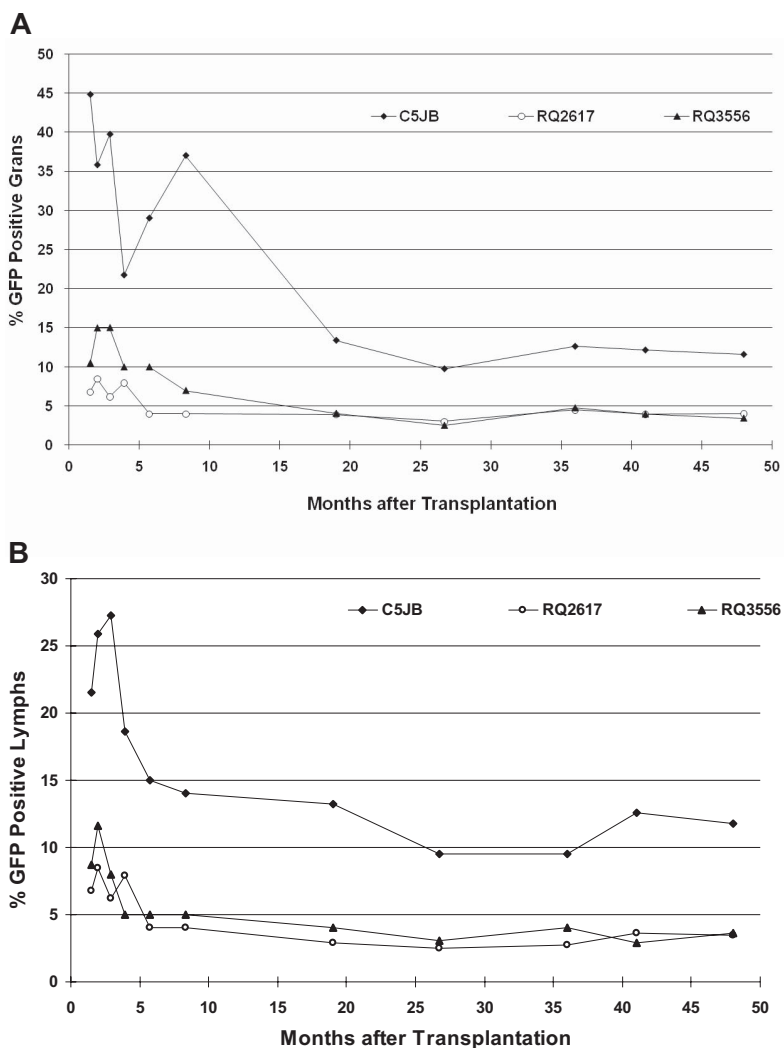 A
% GFP Positive Grans
50
45
40
35
30
25
20
15
10
5
0
C5JB RQ2617 RQ3556
0 5 10 15 20 25 30 35 40 45 50
Months after Transplantation
B
% GFP Positive Lymphs
30
25
20
15
10
5
0
C5JB RQ2617 RQ3556
0 5 10 15 20 25 30 35 40 45 50
Months after Transplantation